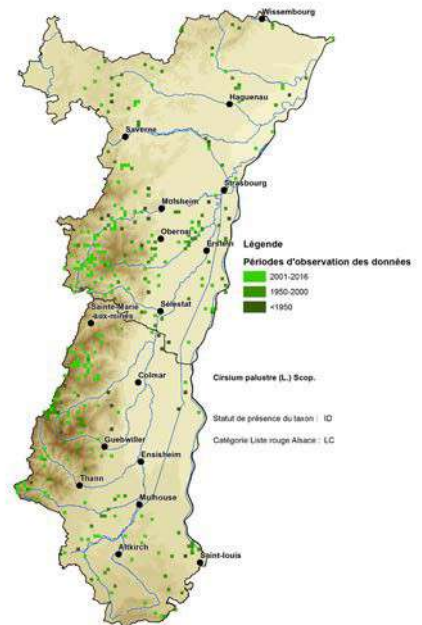 Wissembourg
Haguenau
Saverne
Strasbourg
Molsheim
Obernai
Erstein
Légende
Périodes d'observation des données
2001-2016
1950-2000
<1950
Sélestat
Sainte-Marie
-aux-mines
Colmar
Cirsium palustre (L.) Scop.
Statut de présence du taxon : ID
Catégorie Liste rouge Alsace : LC
Guebwiller
Ensisheim
Thann
Mulhouse
Altkirch
Saint-louis